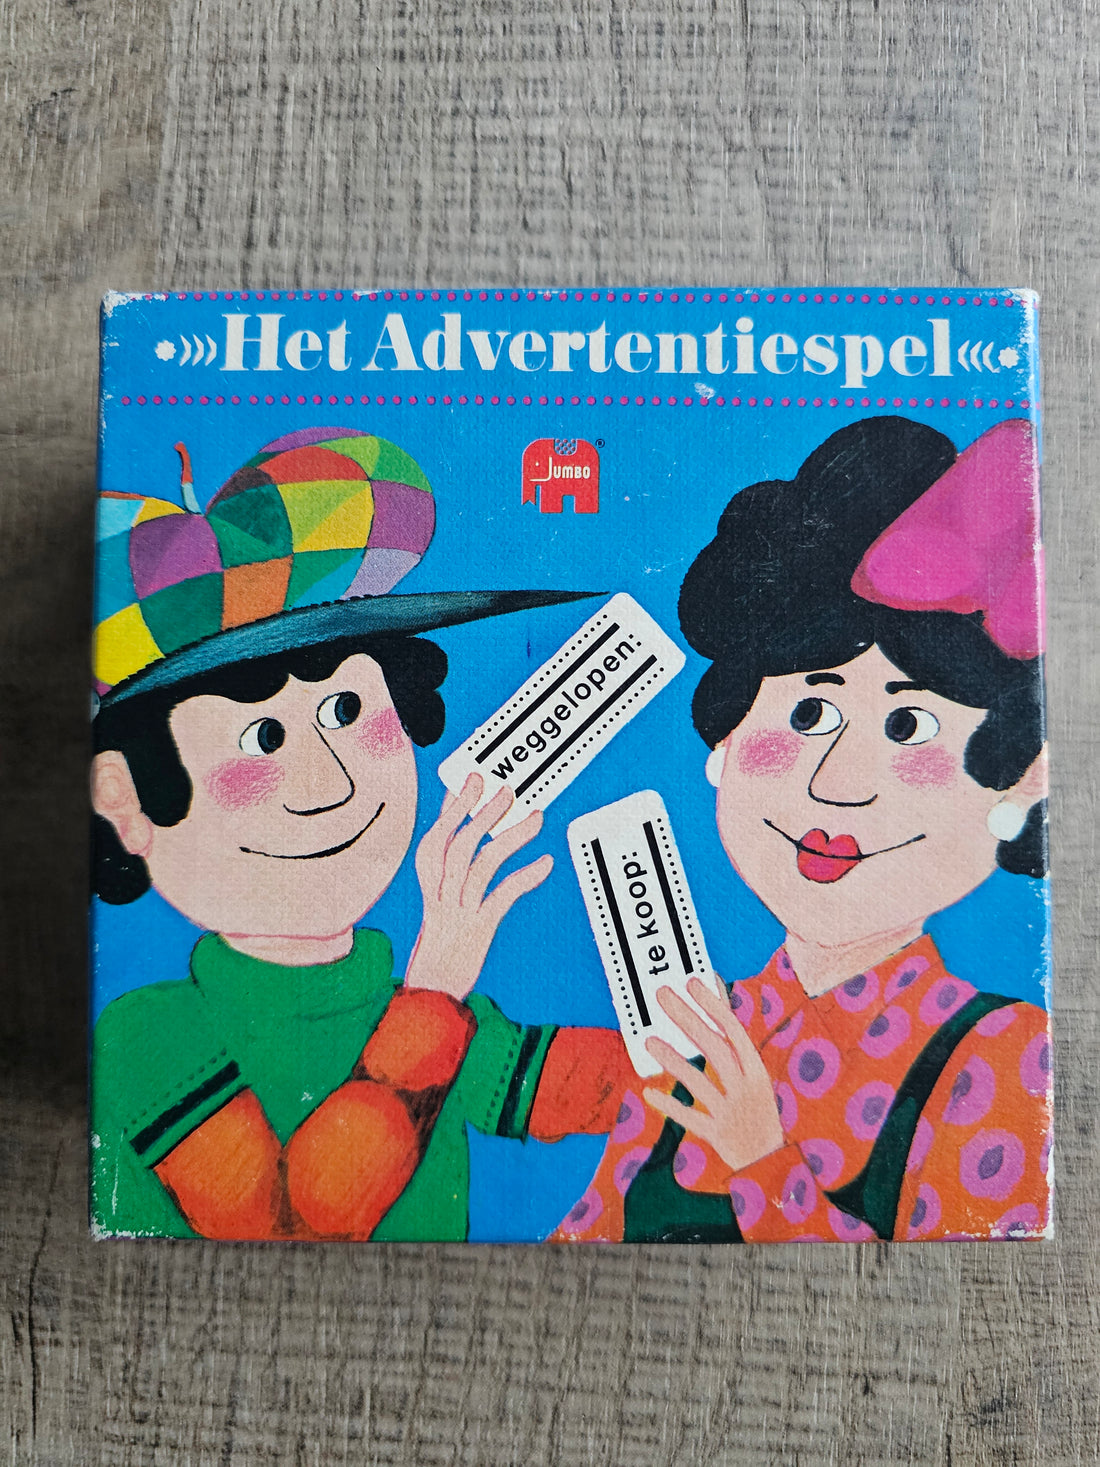 Het Advertentiespel
JUMBO
weggelopen:
te koop: